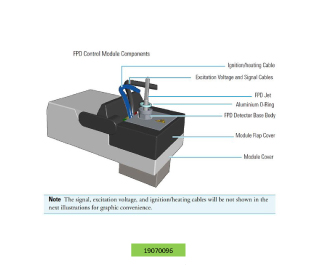 FPD Control Module Components
Ignition/heating Cable
Excitation Voltage and Signal Cables
FPD Jet
Aluminium O-Ring
FPD Detector Base Body
Module Flap Cover
Module Cover
Note The signal, excitation voltage, and ignition/heating cables will be not shown in the
next illustrations for graphic convenience.
19070096